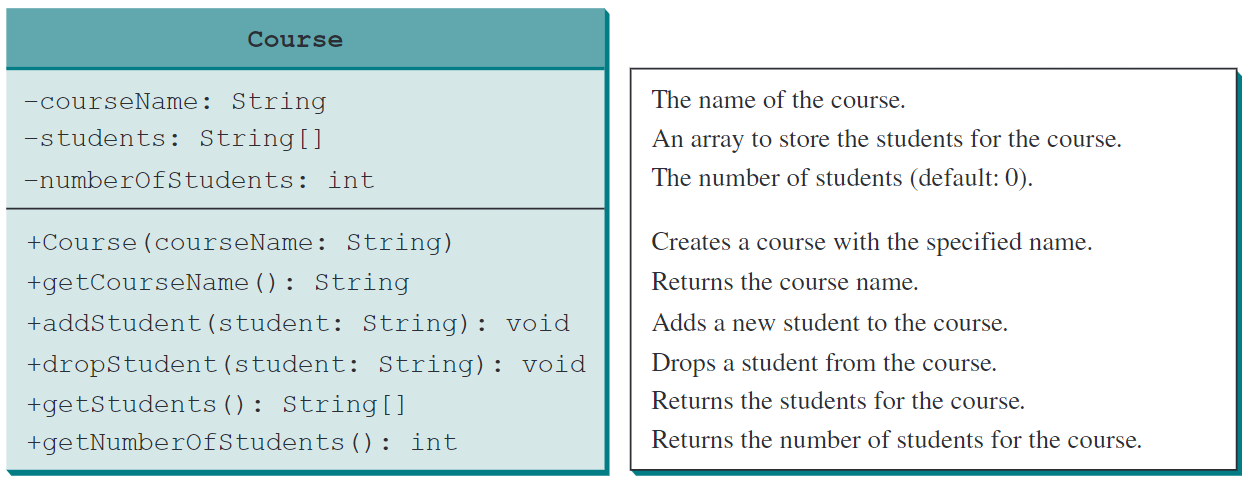 Course
-courseName: String
-students: String[]
-numberOfStudents: int
+Course(courseName: String)
+getCourseName(): String
+addStudent(student: String): void
+dropStudent(student: String): void
+getStudents(): String[]
+getNumberOfStudents(): int
The name of the course.
An array to store the students for the course.
The number of students (default: 0).
Creates a course with the specified name.
Returns the course name.
Adds a new student to the course.
Drops a student from the course.
Returns the students for the course.
Returns the number of students for the course.